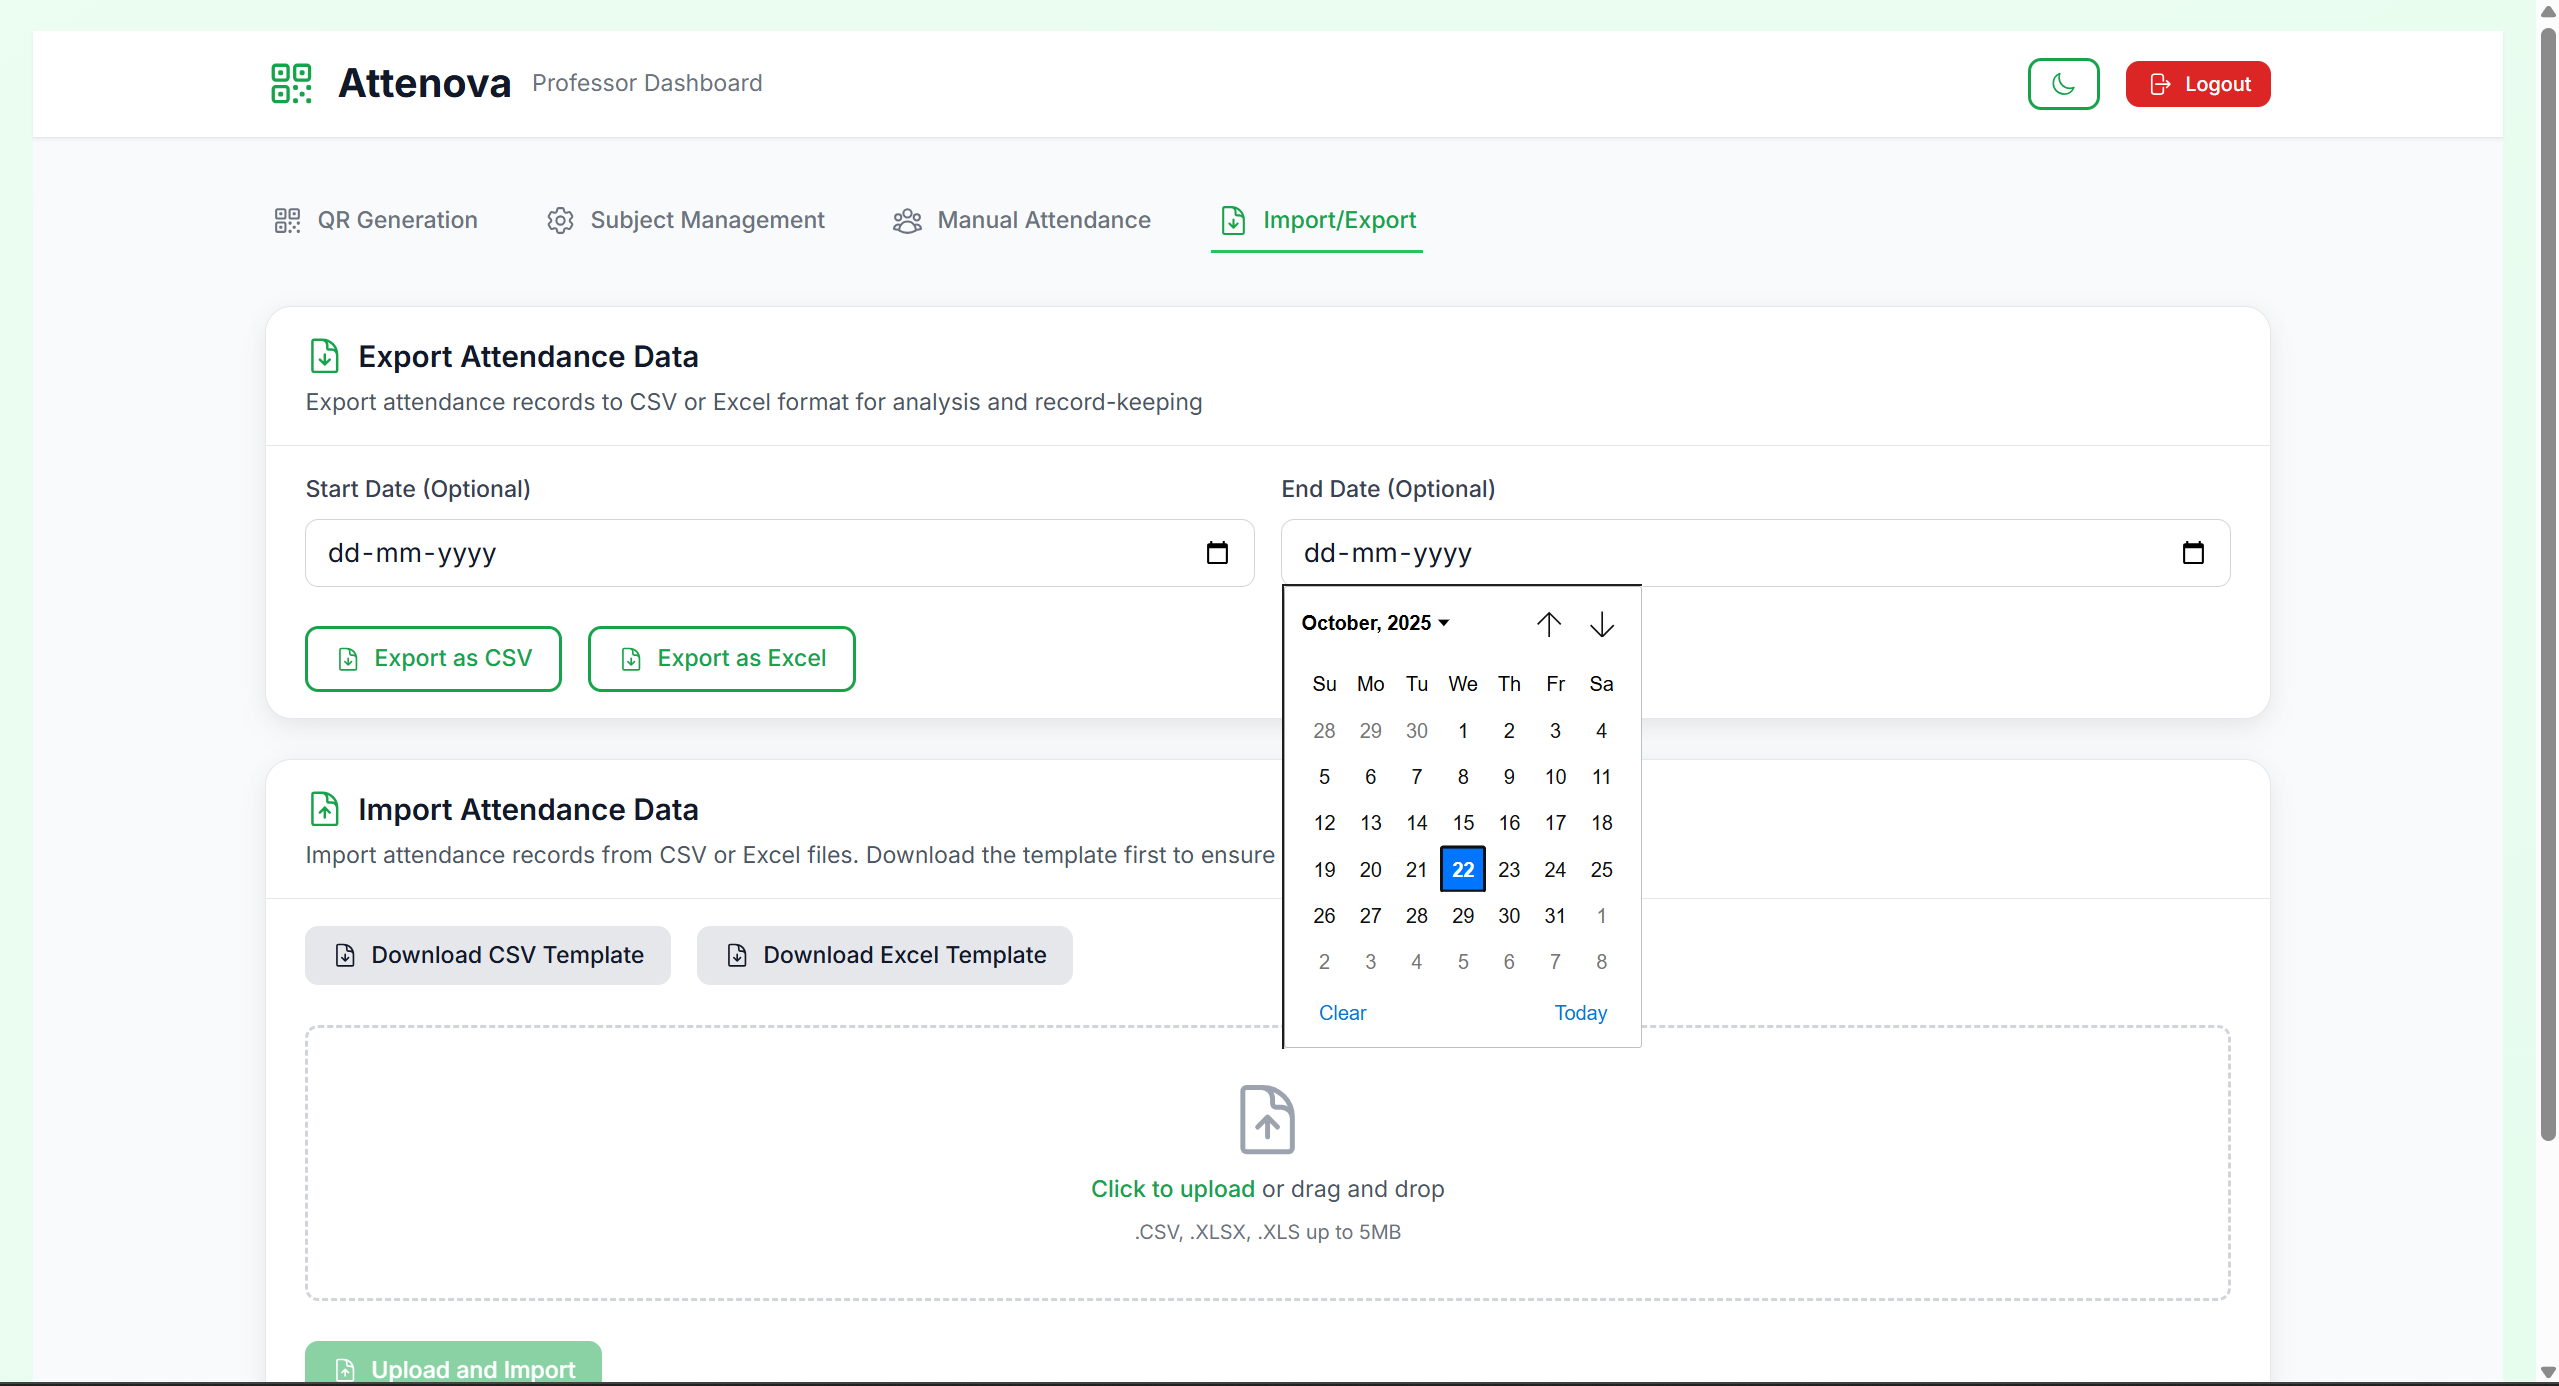 Attenova Professor Dashboard
Logout
QR Generation Subject Management Manual Attendance Import/Export
Export Attendance Data
Export attendance records to CSV or Excel format for analysis and record-keeping
Start Date (Optional)
dd-mm-yyyy
End Date (Optional)
dd-mm-yyyy
Export as CSV Export as Excel
October, 2025
Su Mo Tu We Th Fr Sa
28 29 30 1 2 3 4
5 6 7 8 9 10 11
12 13 14 15 16 17 18
19 20 21 22 23 24 25
26 27 28 29 30 31 1
2 3 4 5 6 7 8
Clear Today
Import Attendance Data
Import attendance records from CSV or Excel files. Download the template first to ensure
Download CSV Template Download Excel Template
Click to upload or drag and drop
.CSV, .XLSX, .XLS up to 5MB
Upload and Import